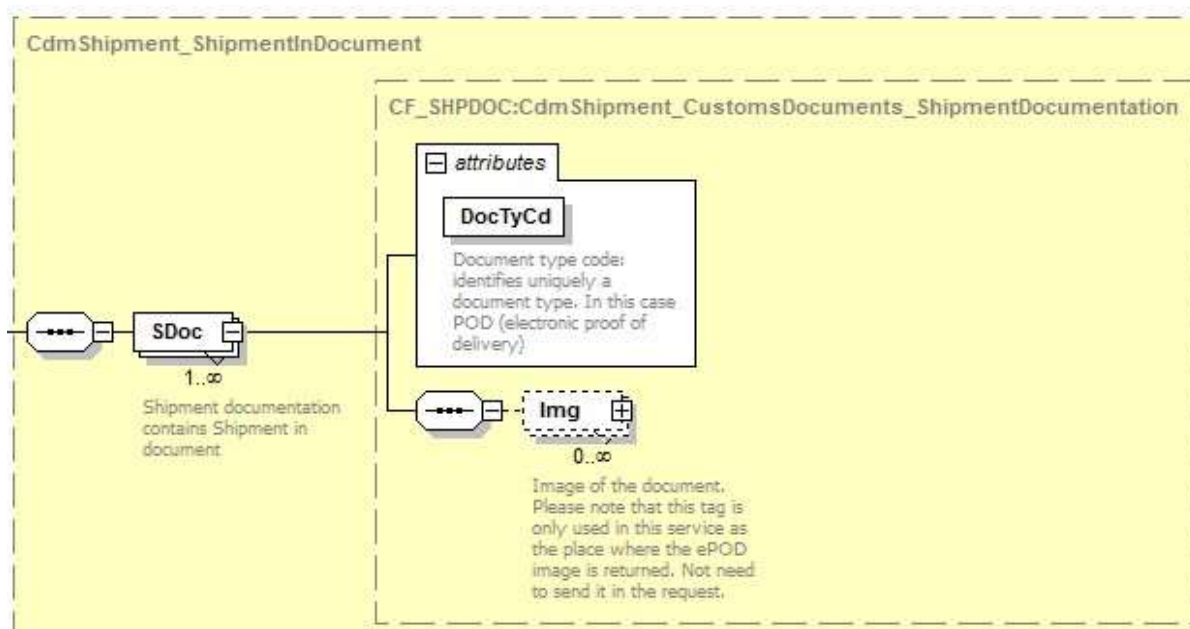 CdmShipment_ShipmentInDocument
CF_SHPDOC:CdmShipment_CustomsDocuments_ShipmentDocumentation
attributes
DocTyCd
Document type code:
identifies uniquely a
document type. In this case
POD (electronic proof of
delivery)
SDoc
1..∞
Shipment documentation
contains Shipment in
document
Img
0..∞
Image of the document.
Please note that this tag is
only used in this service as
the place where the ePOD
image is returned. Not need
to send it in the request.